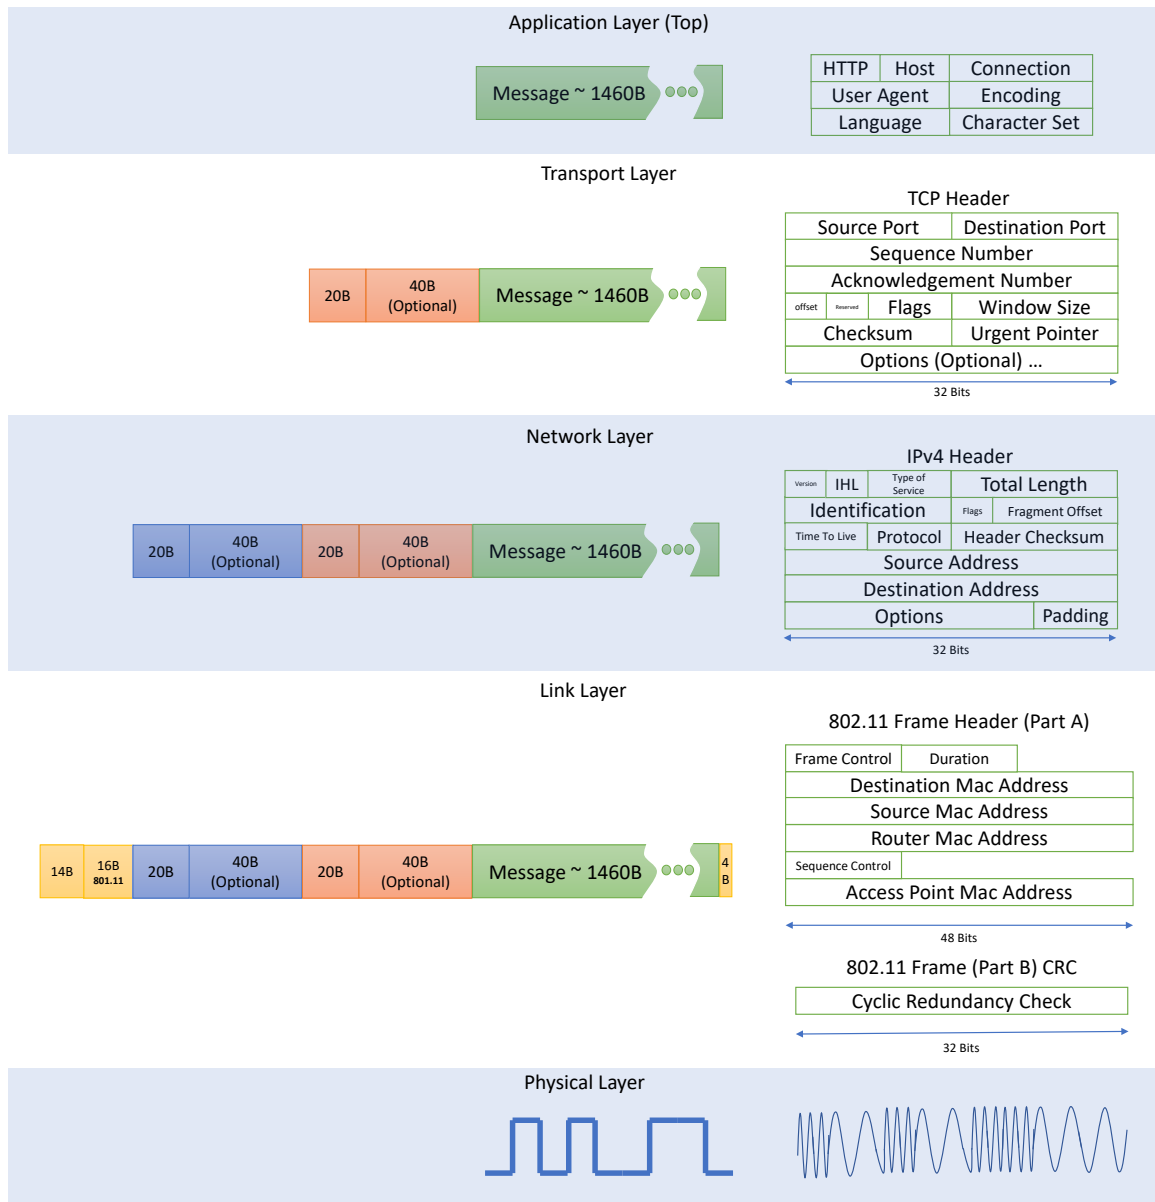 Application Layer (Top)
Message ~ 1460B
HTTP Host Connection
User Agent Encoding
Language Character Set
Transport Layer
TCP Header
20B
40B
(Optional)
Message ~ 1460B
Source Port Destination Port
Sequence Number
Acknowledgement Number
offset Reserved Flags Window Size
Checksum Urgent Pointer
Options (Optional) ...
32 Bits
Network Layer
IPv4 Header
20B
40B
(Optional)
20B
40B
(Optional)
Message ~ 1460B
Version IHL Type of
Service
Total Length
Identification Flags Fragment Offset
Time To Live Protocol Header Checksum
Source Address
Destination Address
Options Padding
32 Bits
Link Layer
802.11 Frame Header (Part A)
14B
16B
801.11
20B
40B
(Optional)
20B
40B
(Optional)
Message ~ 1460B
4
B
Frame Control Duration
Destination Mac Address
Source Mac Address
Router Mac Address
Sequence Control
Access Point Mac Address
48 Bits
802.11 Frame (Part B) CRC
Cyclic Redundancy Check
32 Bits
Physical Layer